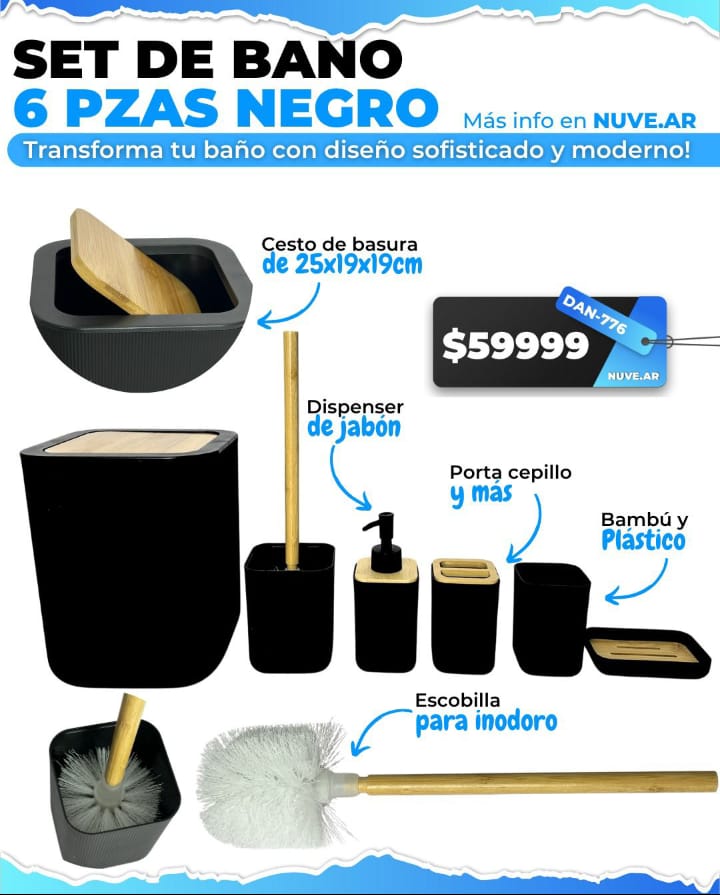 SET DE BANO
6 PZAS NEGRO
Más info en NUVE.AR
Transforma tu baño con diseño sofisticado y moderno!
Cesto de basura
de 25x19x19cm
DAN-776
$59999
NUVE.AR
Dispenser
de jabón
Porta cepillo
y más
Bambú y
Plástico
Escobilla
para inodoro